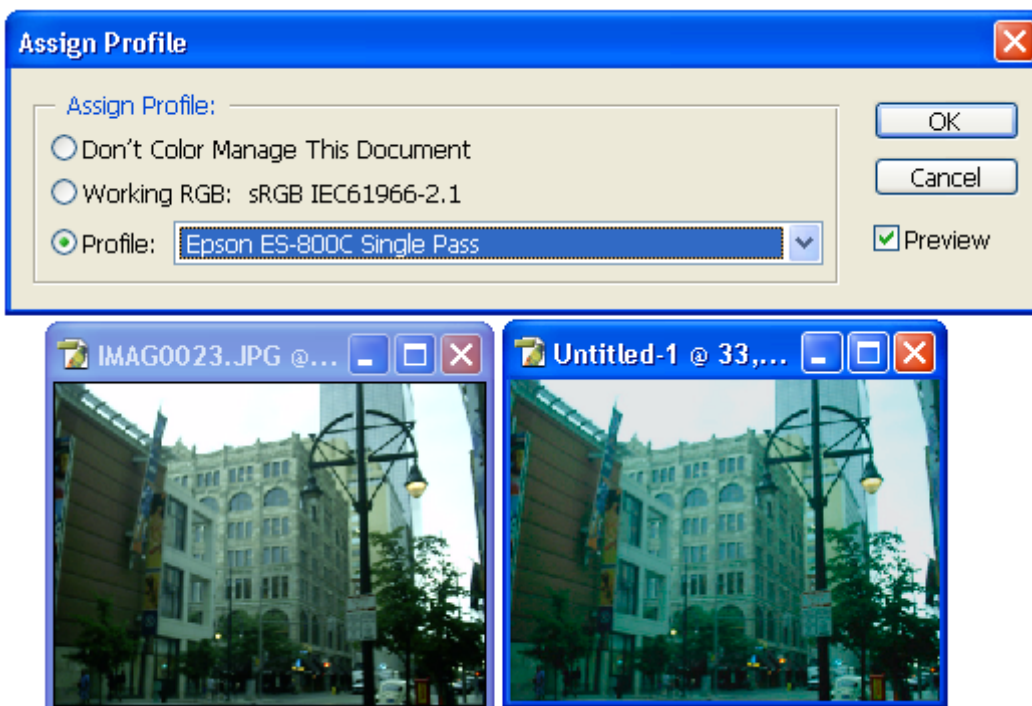 Assign Profile
Assign Profile:
OK
Don't Color Manage This Document
Working RGB: sRGB IEC61966-2.1
Cancel
Profile: Epson ES-800C Single Pass
Preview
IMAG0023.JPG @...
Untitled-1 @ 33,...